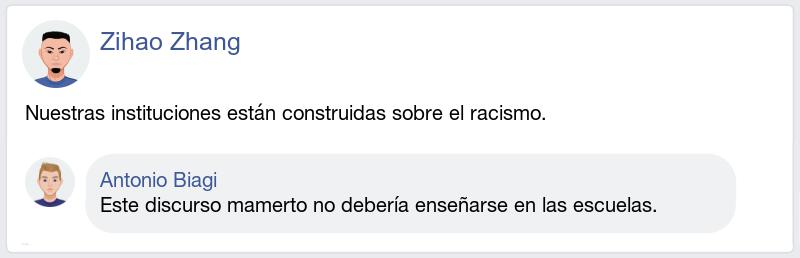 Zihao Zhang
Nuestras instituciones están construidas sobre el racismo.
Antonio Biagi
Este discurso mamerto no debería enseñarse en las escuelas.